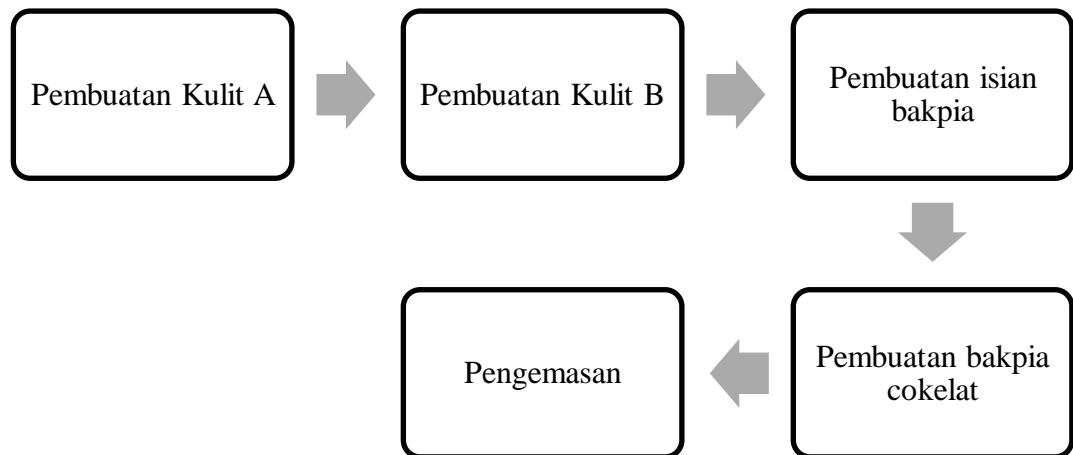 Pembuatan Kulit A
Pembuatan Kulit B
Pembuatan isian
bakpia
Pembuatan bakpia
cokelat
Pengemasan